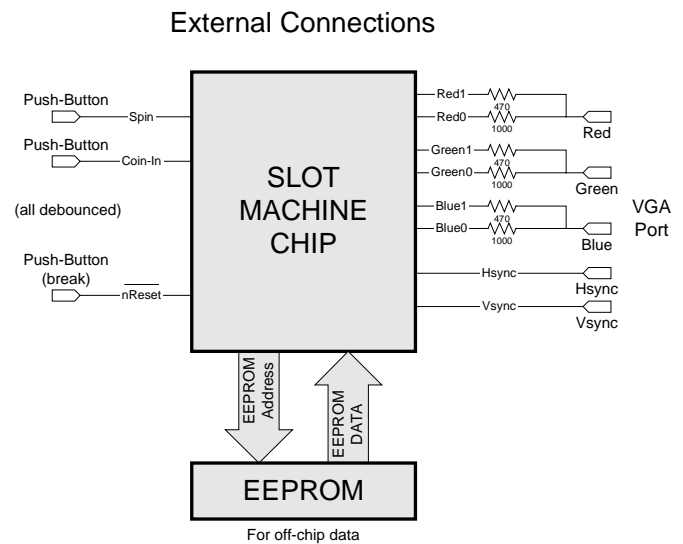 External Connections
Push-Button
Spin
Push-Button
Coin-In
(all debounced)
Push-Button
(break)
nReset
SLOT
MACHINE
CHIP
Red1
470
Red0
1000
Red
Green1
470
Green0
1000
Green
Blue1
470
Blue0
1000
Blue
VGA
Port
Hsync
Hsync
Vsync
Vsync
EEPROM
Address
EEPROM
DATA
EEPROM
For off-chip data